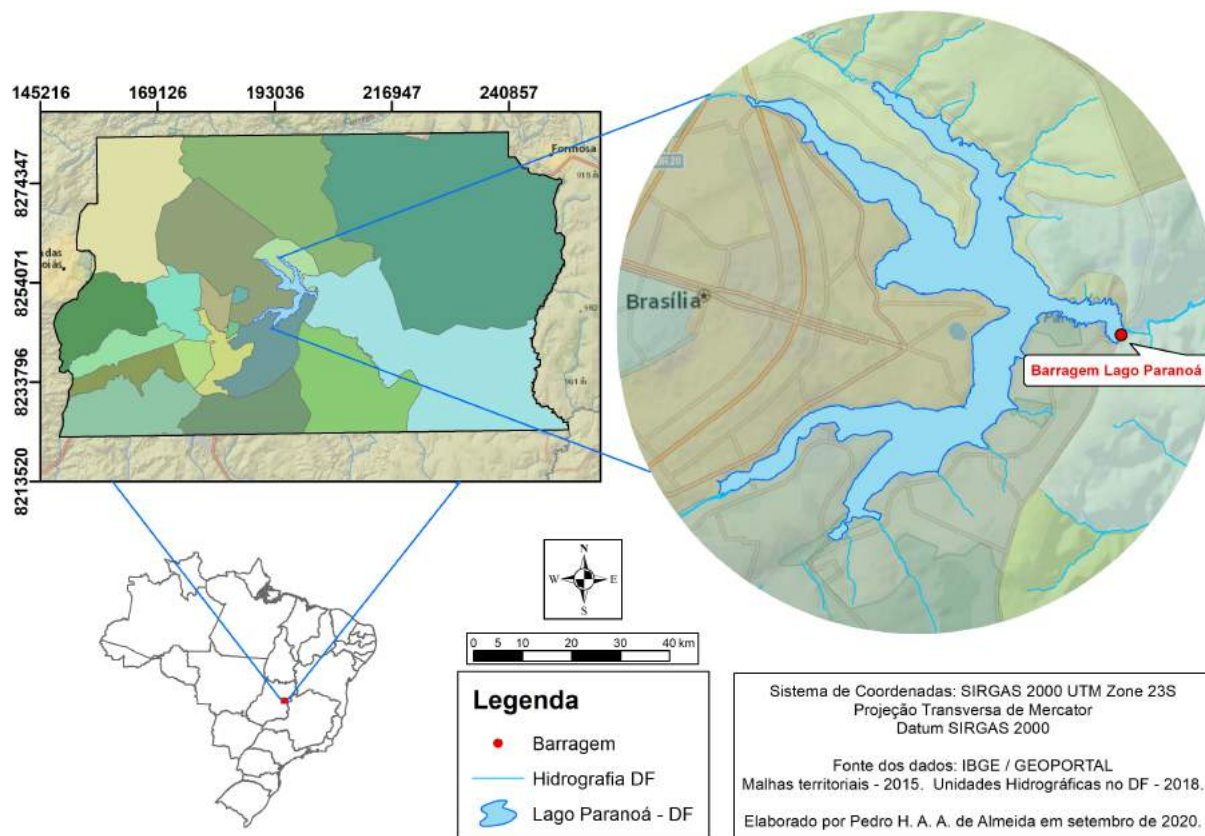 145216 169126 193036 216947 240857
8274347
8254071
8233796
8213520
Formosa
Brasília
Barragem Lago Paranoá
N
W E
S
0 5 10 20 30 40 km
Legenda
Barragem
Hidrografia DF
Lago Paranoá - DF
Sistema de Coordenadas: SIRGAS 2000 UTM Zone 23S
Projeção Transversa de Mercator
Datum SIRGAS 2000
Fonte dos dados: IBGE / GEOPORTAL
Malhas territoriais - 2015. Unidades Hidrográficas no DF - 2018.
Elaborado por Pedro H. A. A. de Almeida em setembro de 2020.